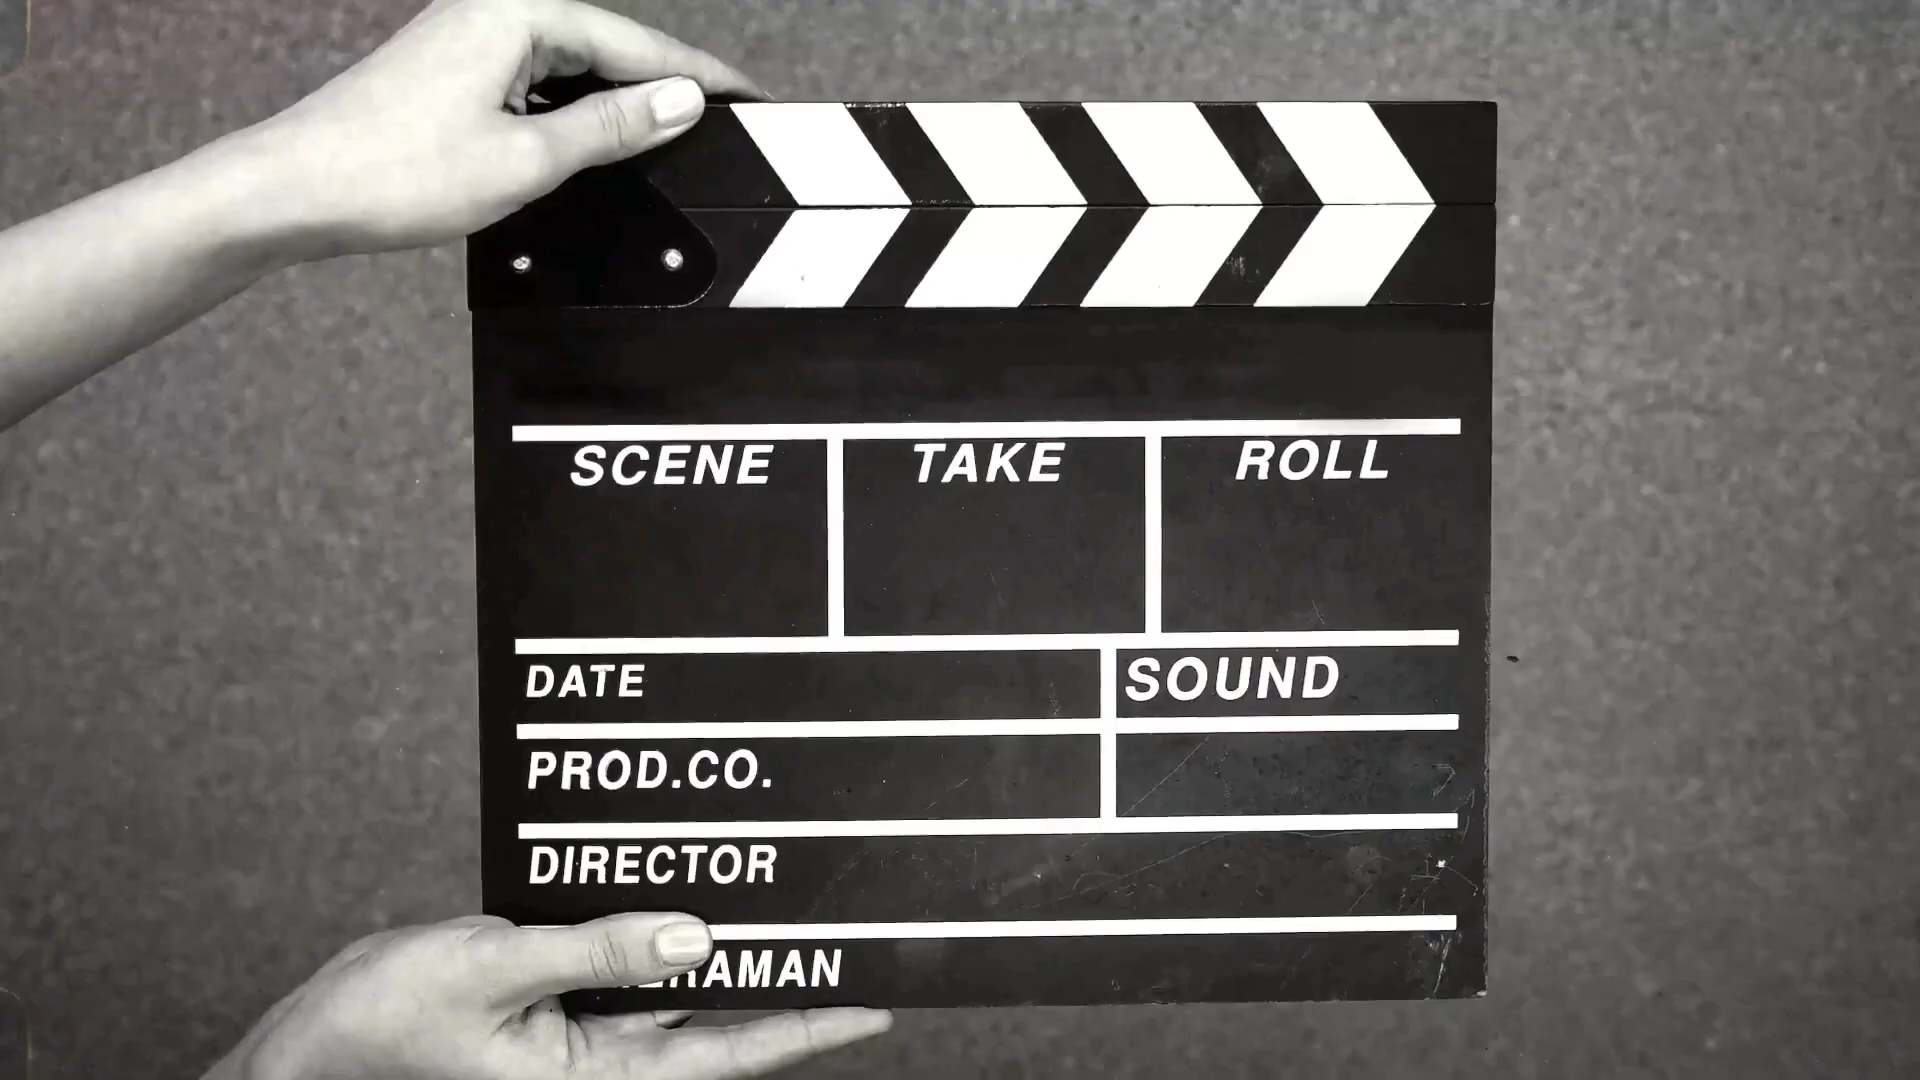 SCENE TAKE ROLL
DATE SOUND
PROD.CO.
DIRECTOR